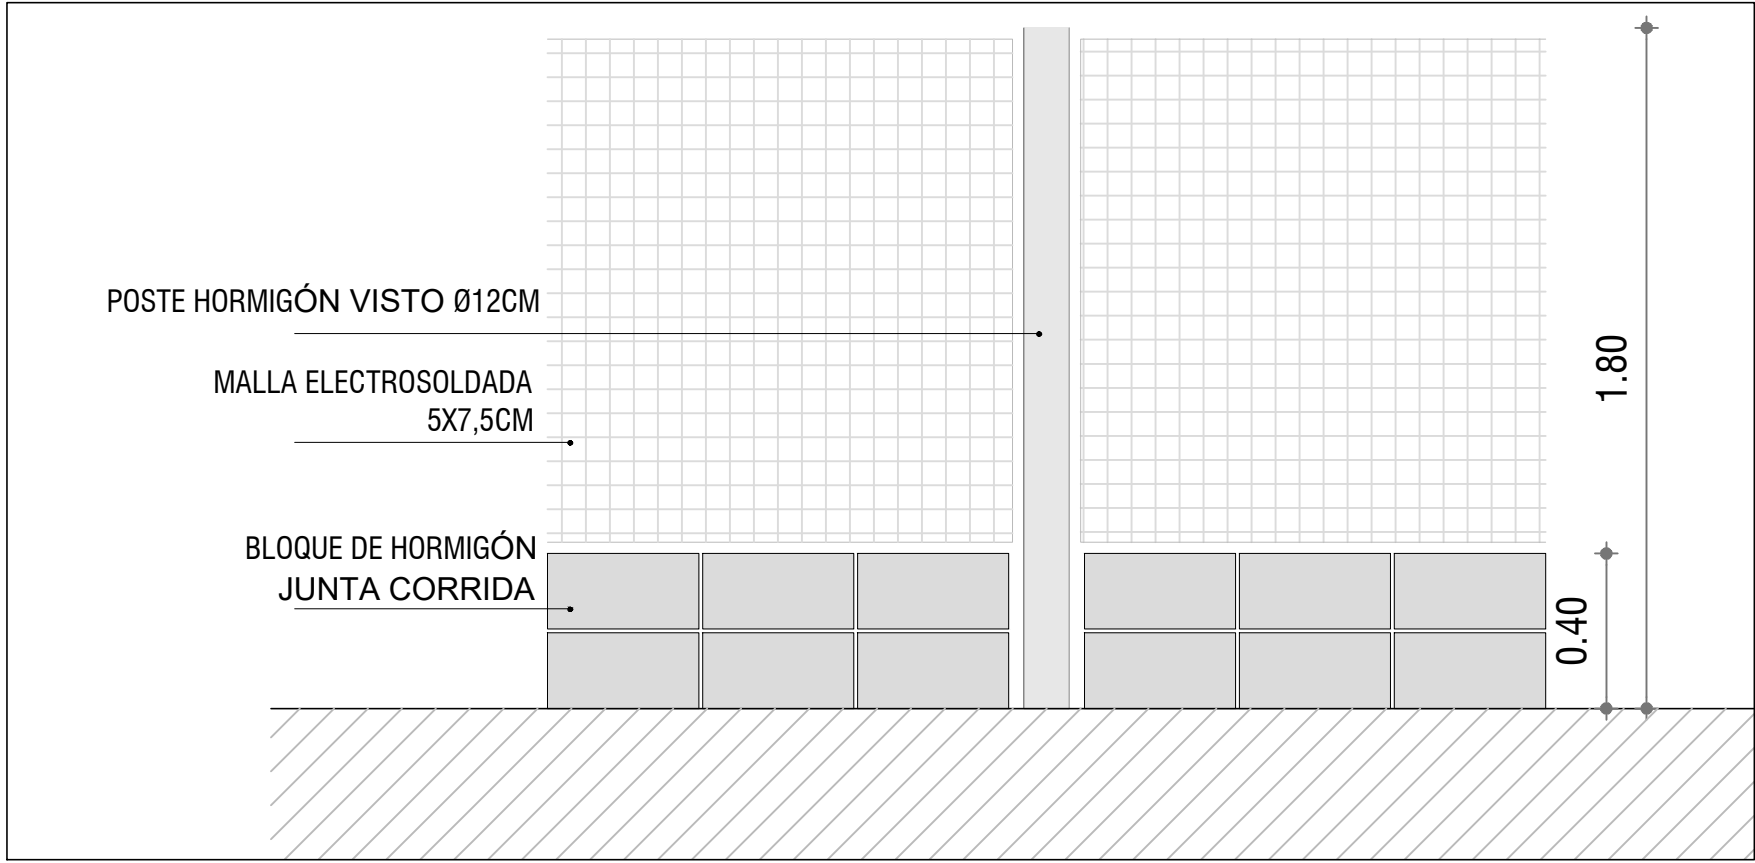 POSTE HORMIGÓN VISTO Ø12CM
MALLA ELECTROSOLDADA
5X7,5CM
BLOQUE DE HORMIGÓN
JUNTA CORRIDA
1.80
0.40